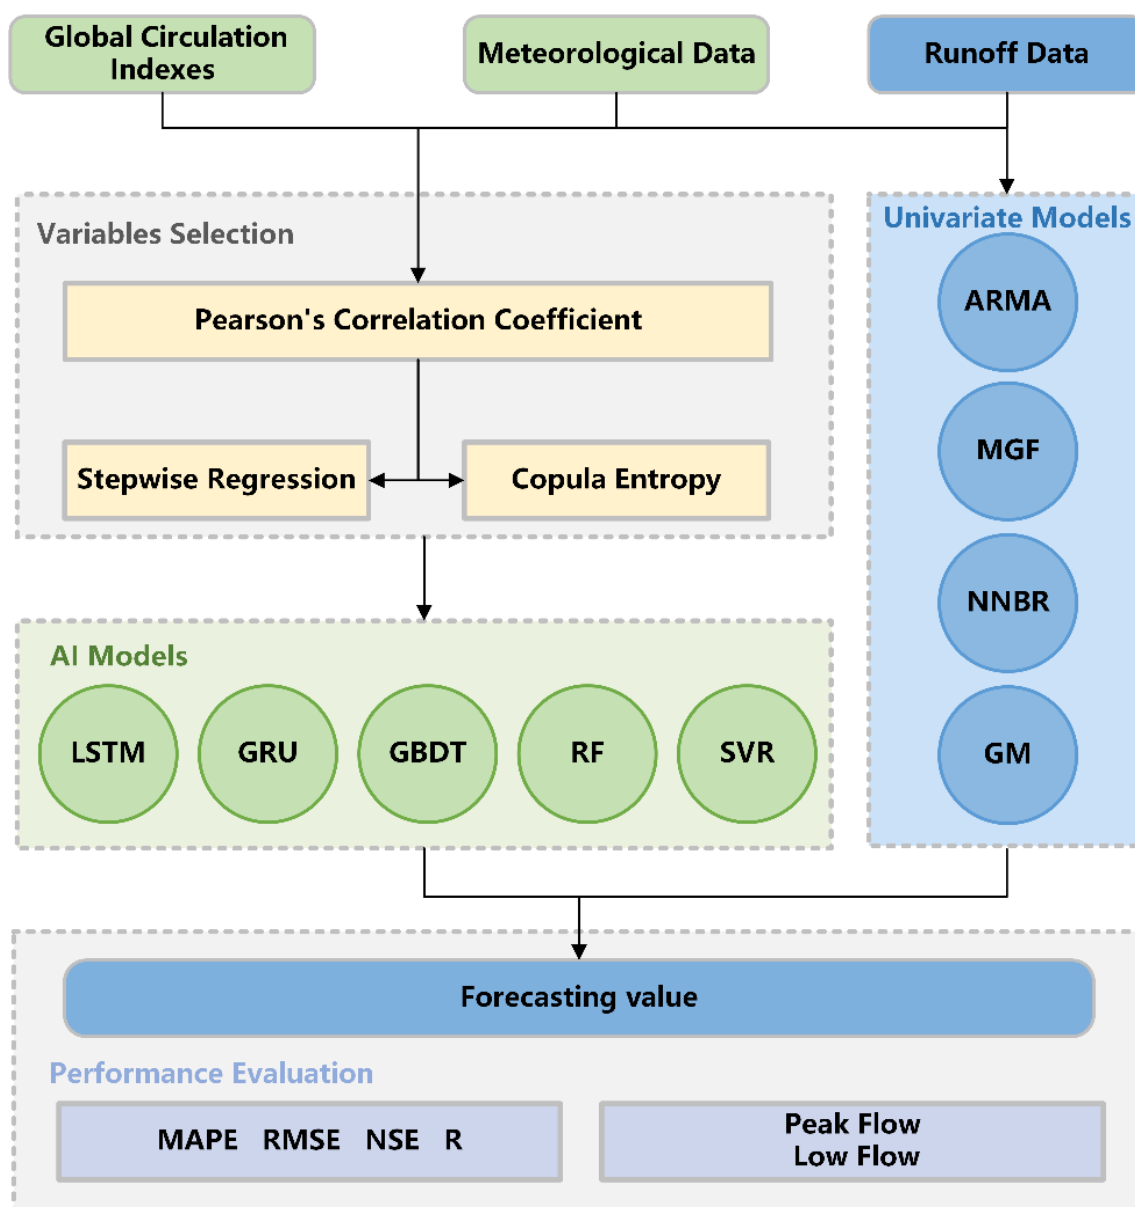 Global Circulation
Indexes
Meteorological Data
Runoff Data
Variables Selection
Pearson's Correlation Coefficient
Stepwise Regression
Copula Entropy
Univariate Models
ARMA
MGF
NNBR
GM
AI Models
LSTM
GRU
GBDT
RF
SVR
Forecasting value
Performance Evaluation
MAPE RMSE NSE R
Peak Flow
Low Flow